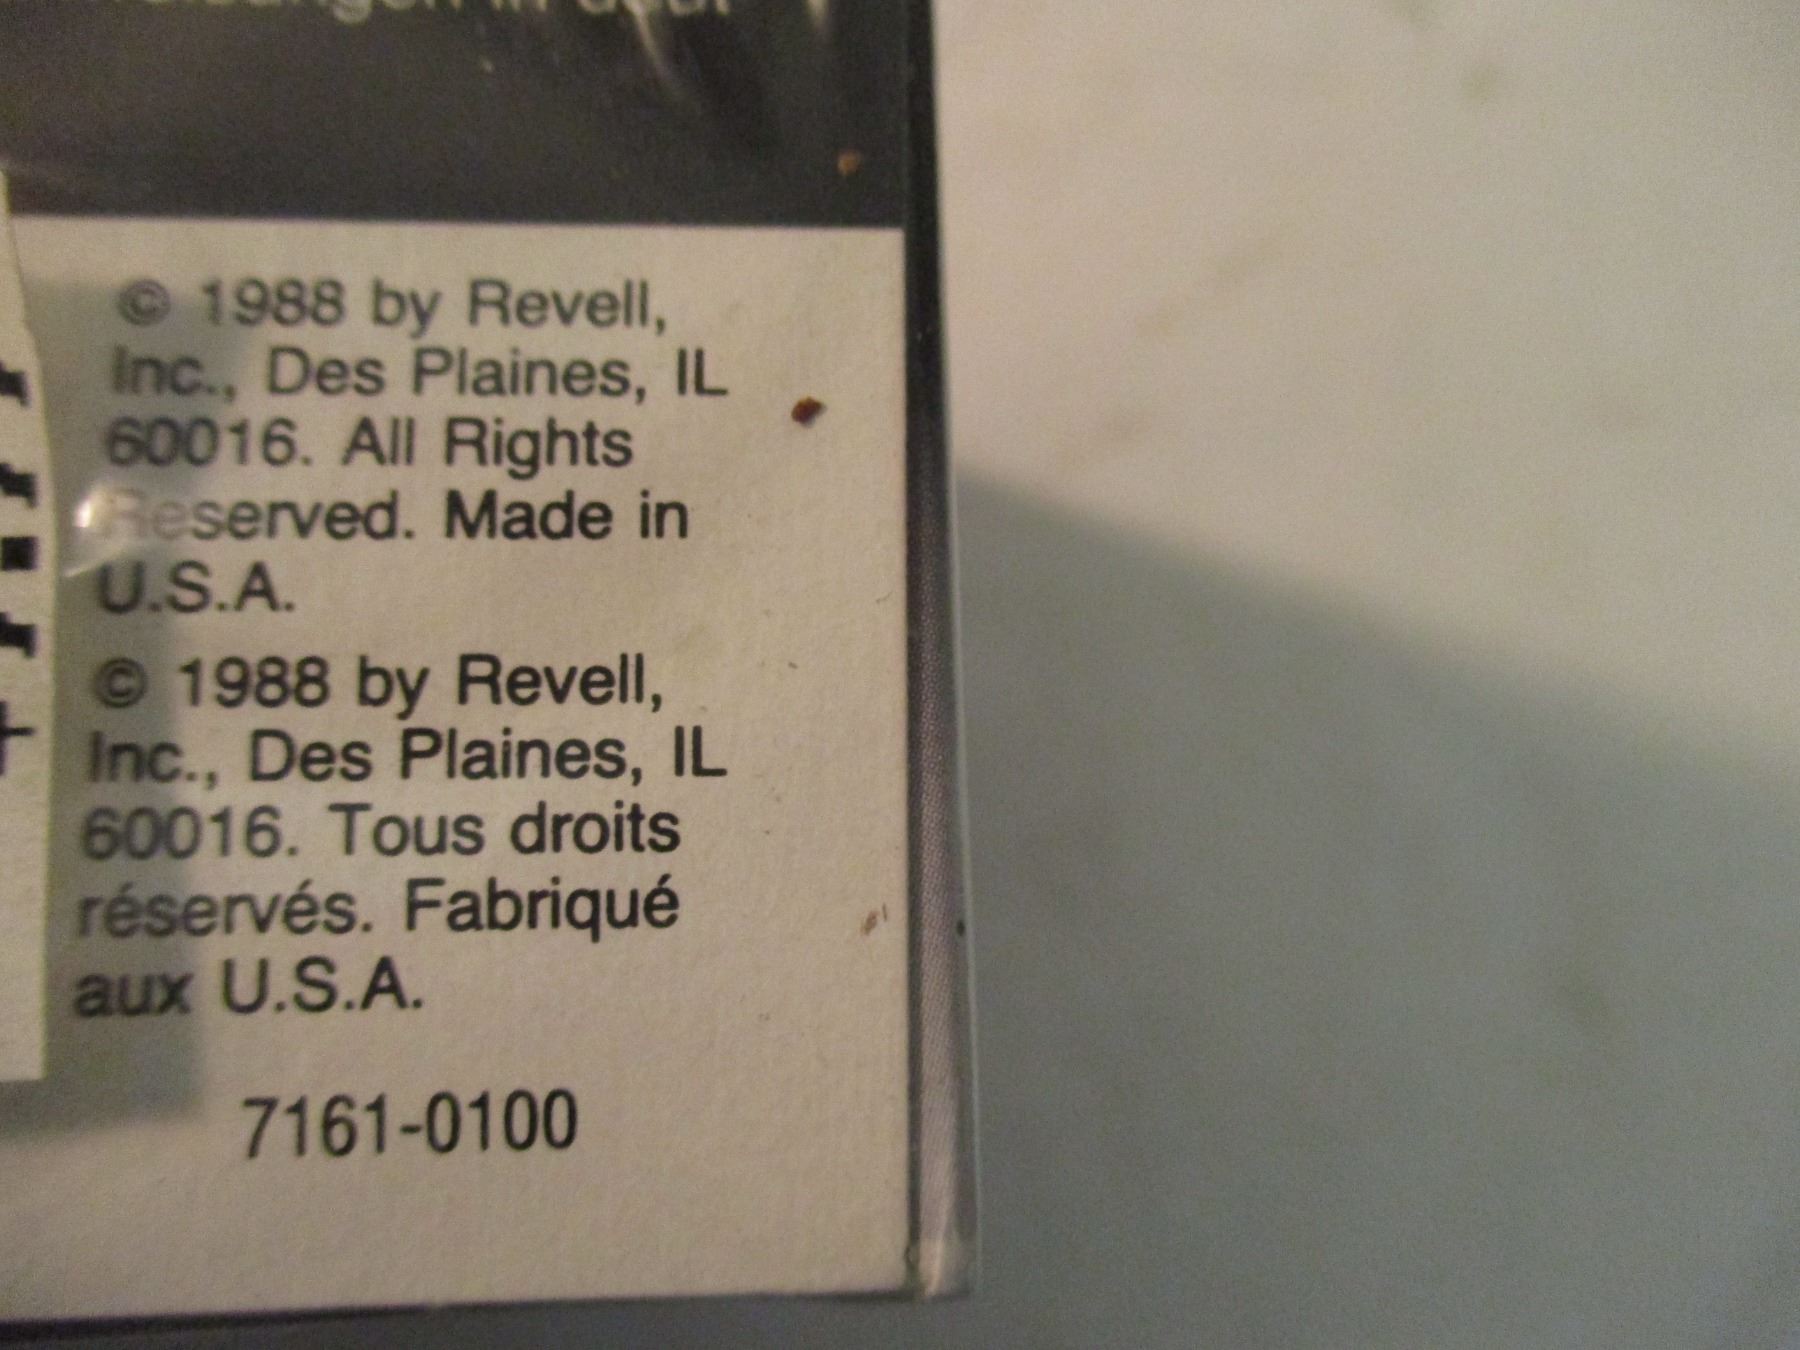 in
© 1988 by Revell,
Inc., Des Plaines, IL
60016. All Rights
Reserved. Made in
U.S.A.
© 1988 by Revell,
Inc., Des Plaines, IL
60016. Tous droits
réservés. Fabriqué
aux U.S.A.
7161-0100